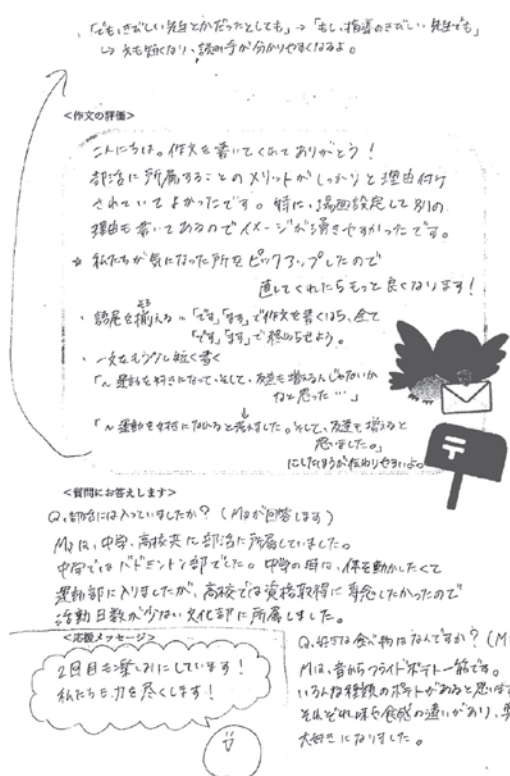 ・「でも、きびしい先生とかだったとしても」→「もし、指導のきびしい先生でも」
↳ 文も短くなり、読み手が分かりやすくなるよ。
<作文の評価>
こんにちは。作文を書いてくれてありがとう！
部活に所属することのメリットがしっかりと理由付け
されていてよかったです。特に、場面設定して別の
理由も書いてあるのでイメージが湧きやすかったです。
☆ 私たちが気になった所をピックアップしたので
直してくれたらもっと良くなります！
・語尾を揃える → 「です」「ます」で作文を書くなら、全て
「です」「ます」で終わらせよう。
・一文をもう少し短く書く
「～運動を好きになって、そして、友達も増えるんじゃないか
なと思った…」
↓
「～運動を好きになれると考えました。そして、友達も増えると
思いました。」
にしたほうが伝わりやすいよ。
<質問にお答えします>
Q、部活には入っていましたか？（M2が回答します）
M2は、中学、高校共に部活に所属していました。
中学ではバドミントン部でした。中学の時は、体を動かしたくて
運動部に入りましたが、高校では資格取得に専念したかったので
活動日数が少ない文化部に所属しました。
<応援メッセージ>
2回目も楽しみにしています！
私たちも力を尽くします！
Q、好きな食べ物はなんですか？（M
M1は、昔からフライドポテト一筋です。
いろんな種類のポテトがあると思います
それぞれ味や食感の違いがあり、
大好きになりました。